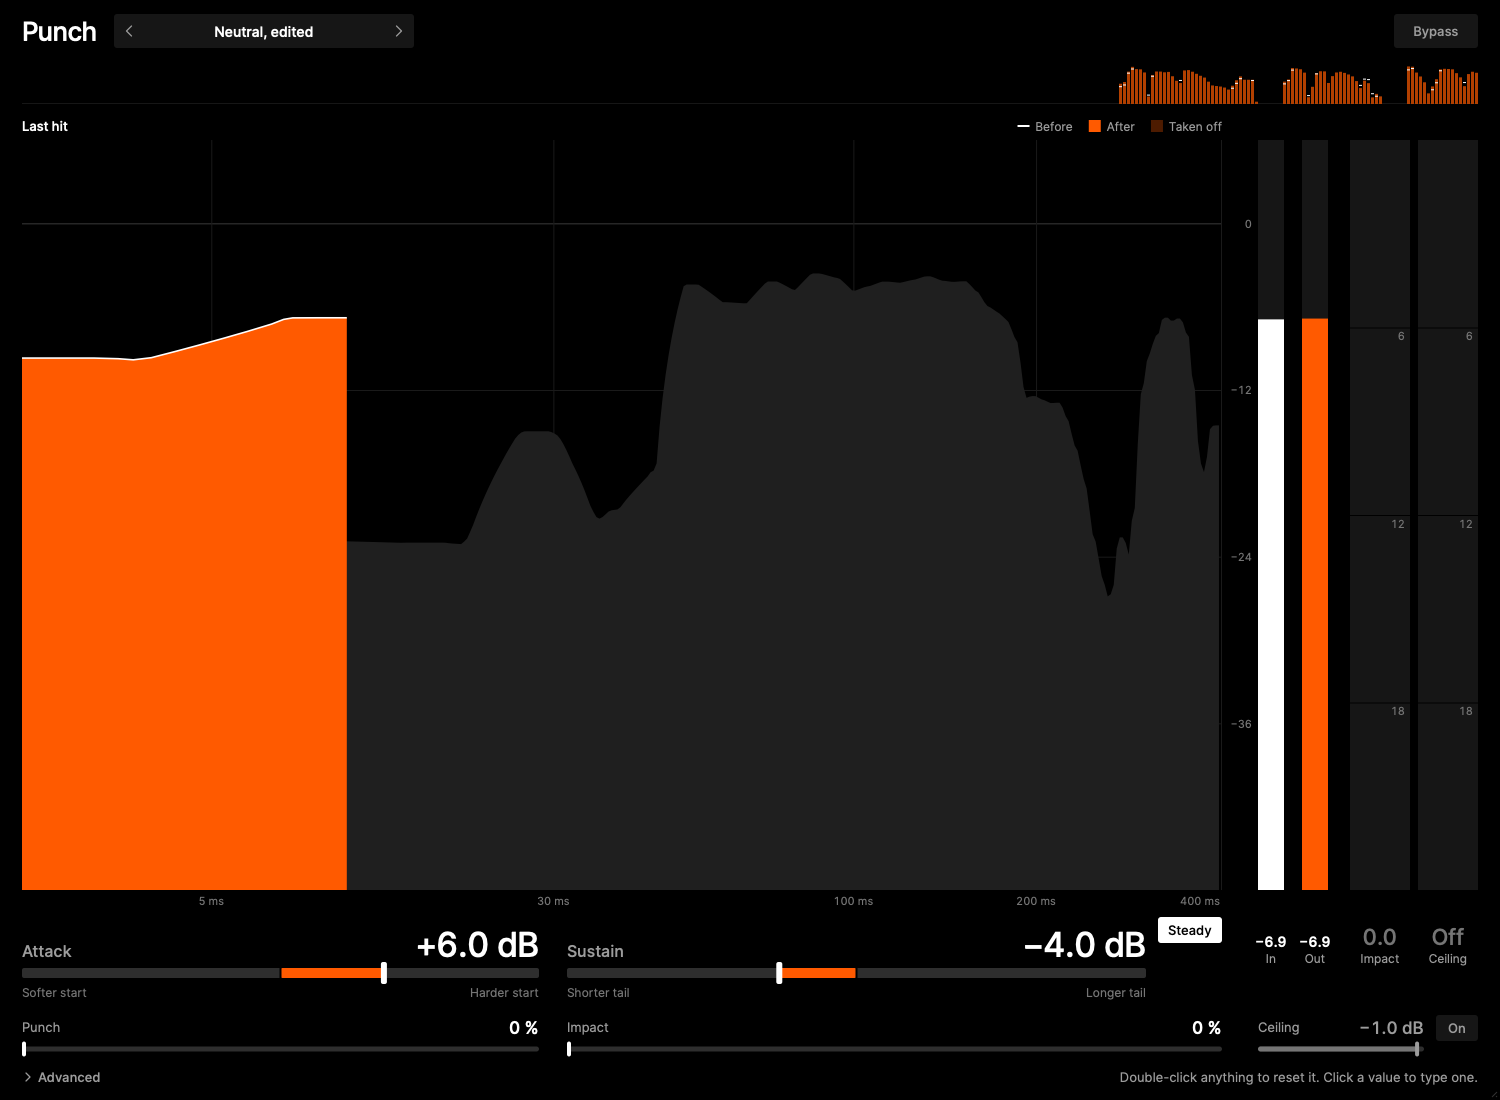 Punch
Neutral, edited
Bypass
Last hit
Before
After
Taken off
0
−12
−24
−36
6
12
18
6
12
18
5 ms
30 ms
100 ms
200 ms
400 ms
Attack
+6.0 dB
Softer start
Harder start
Sustain
−4.0 dB
Steady
Shorter tail
Longer tail
−6.9
In
−6.9
Out
0.0
Impact
Off
Ceiling
Punch
0 %
Impact
0 %
Ceiling
−1.0 dB
On
Advanced
Double-click anything to reset it. Click a value to type one.